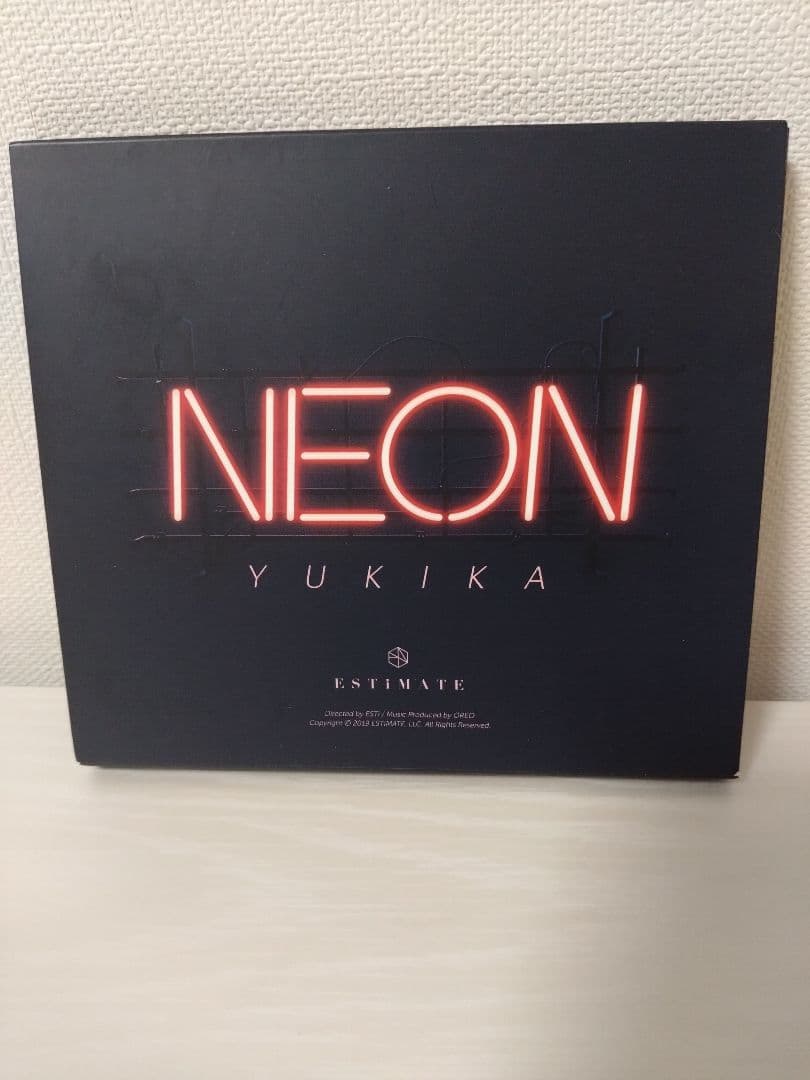 NEON
YUKIKA
ESTiMATE
Directed by ESTi / Music Produced by OREO
Copyright © 2019 ESTiMATE, LLC. All Rights Reserved.